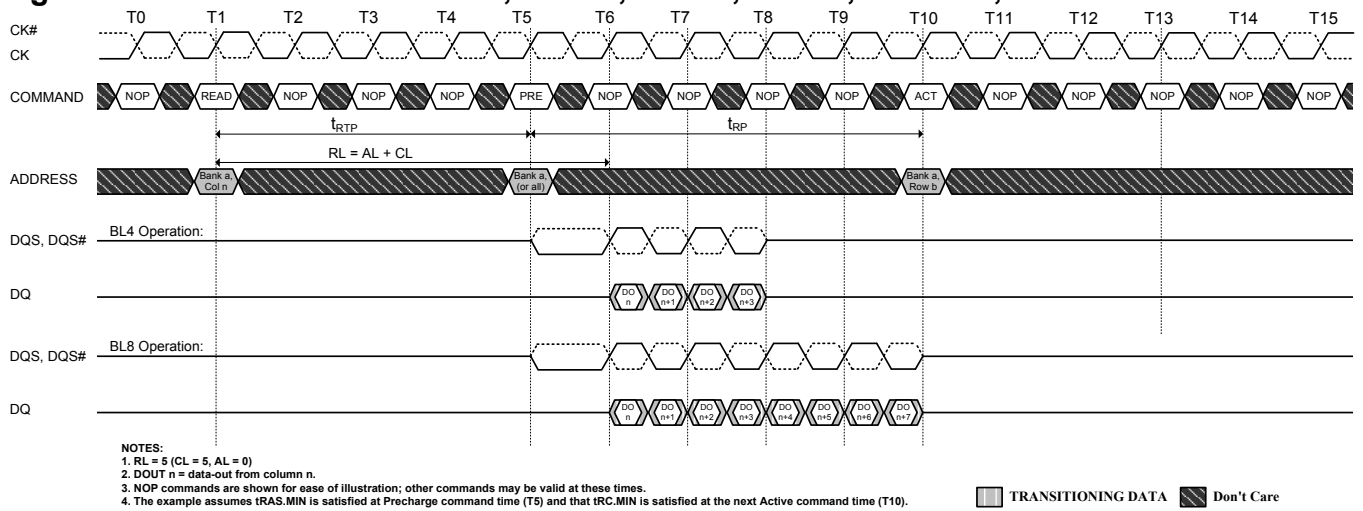 T0 T1 T2 T3 T4 T5 T6 T7 T8 T9 T10 T11 T12 T13 T14 T15
CK#
CK
COMMAND NOP READ NOP NOP NOP PRE NOP NOP NOP NOP ACT NOP NOP NOP NOP NOP
tRTP tRP
RL = AL + CL
ADDRESS Bank a, Col n Bank a, (or all) Bank a, Row b
BL4 Operation:
DQS, DQS#
DQ DO n DO n+1 DO n+2 DO n+3
BL8 Operation:
DQS, DQS#
DQ DO n DO n+1 DO n+2 DO n+3 DO n+4 DO n+5 DO n+6 DO n+7
NOTES:
1. RL = 5 (CL = 5, AL = 0)
2. DOUT n = data-out from column n.
3. NOP commands are shown for ease of illustration; other commands may be valid at these times.
4. The example assumes tRAS.MIN is satisfied at Precharge command time (T5) and that tRC.MIN is satisfied at the next Active command time (T10).
TRANSITIONING DATA Don't Care